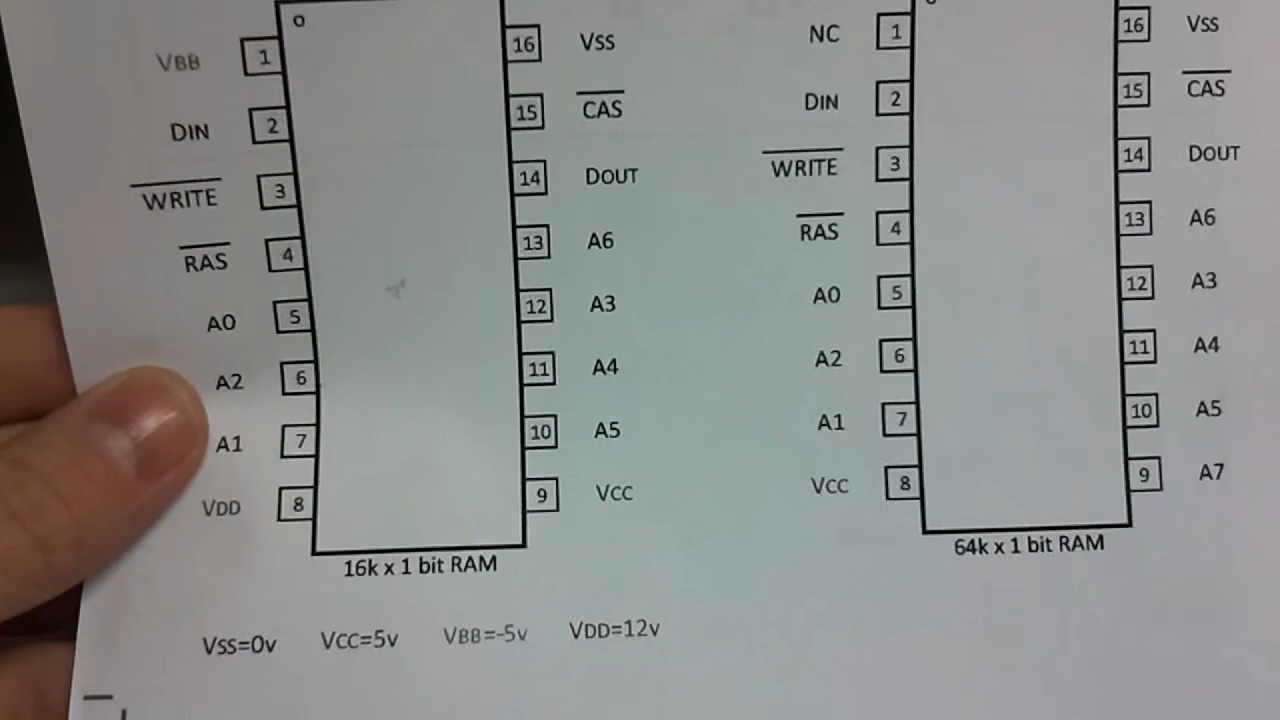 VBB 1 16 VSS NC 1 16 VSS
DIN 2 15 CAS DIN 2 15 CAS
WRITE 3 14 DOUT WRITE 3 14 DOUT
RAS 4 13 A6 RAS 4 13 A6
A0 5 12 A3 A0 5 12 A3
A2 6 11 A4 A2 6 11 A4
A1 7 10 A5 A1 7 10 A5
VDD 8 9 VCC VCC 8 9 A7
16k x 1 bit RAM 64k x 1 bit RAM
VSS=0v VCC=5v VBB=-5v VDD=12v